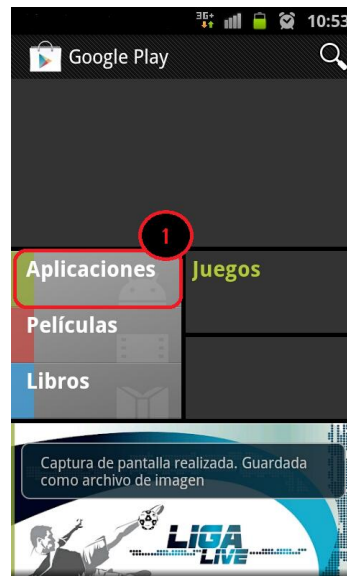 3G+ 10:53
Google Play
1
Aplicaciones
Juegos
Películas
Libros
Captura de pantalla realizada. Guardada
como archivo de imagen
LIGA
LIVE